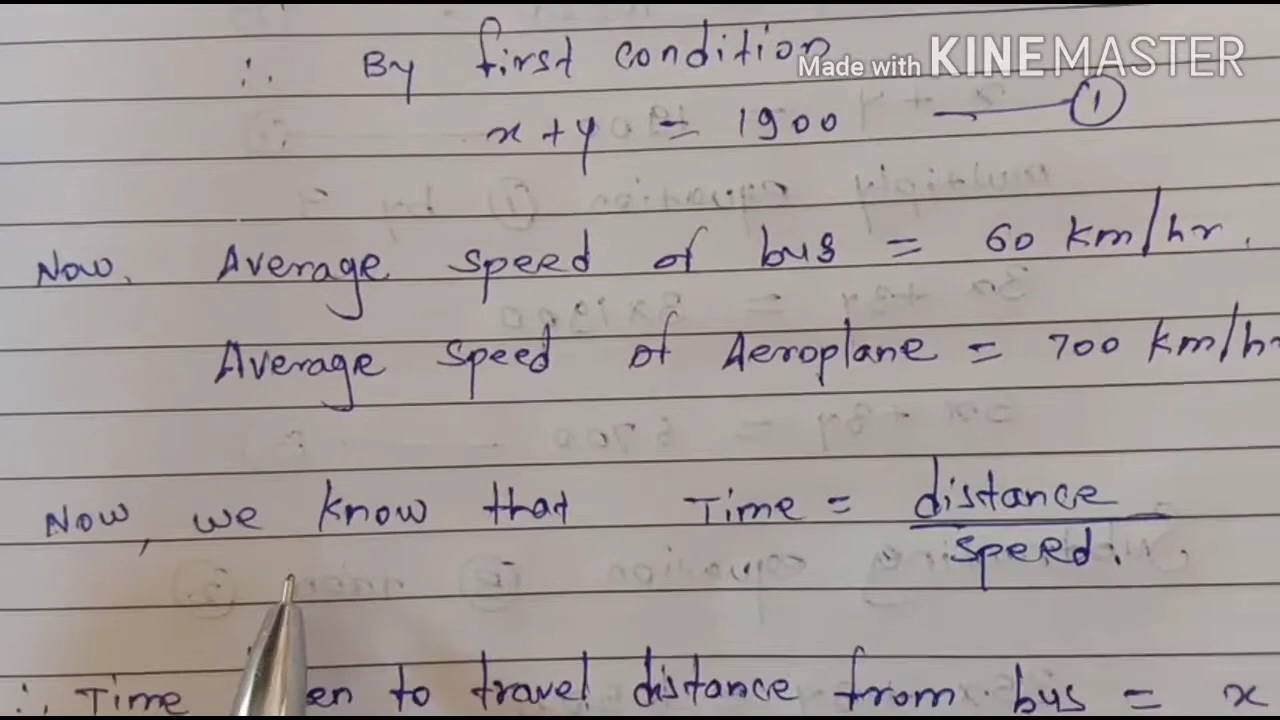 ∴ By first condition
Made with KINEMASTER
x + y = 1900 — ①
Now, Average speed of bus = 60 km/hr.
Average speed of Aeroplane = 700 km/h
Now, we know that Time = distance / speed.
∴ Time en to travel distance from bus = x